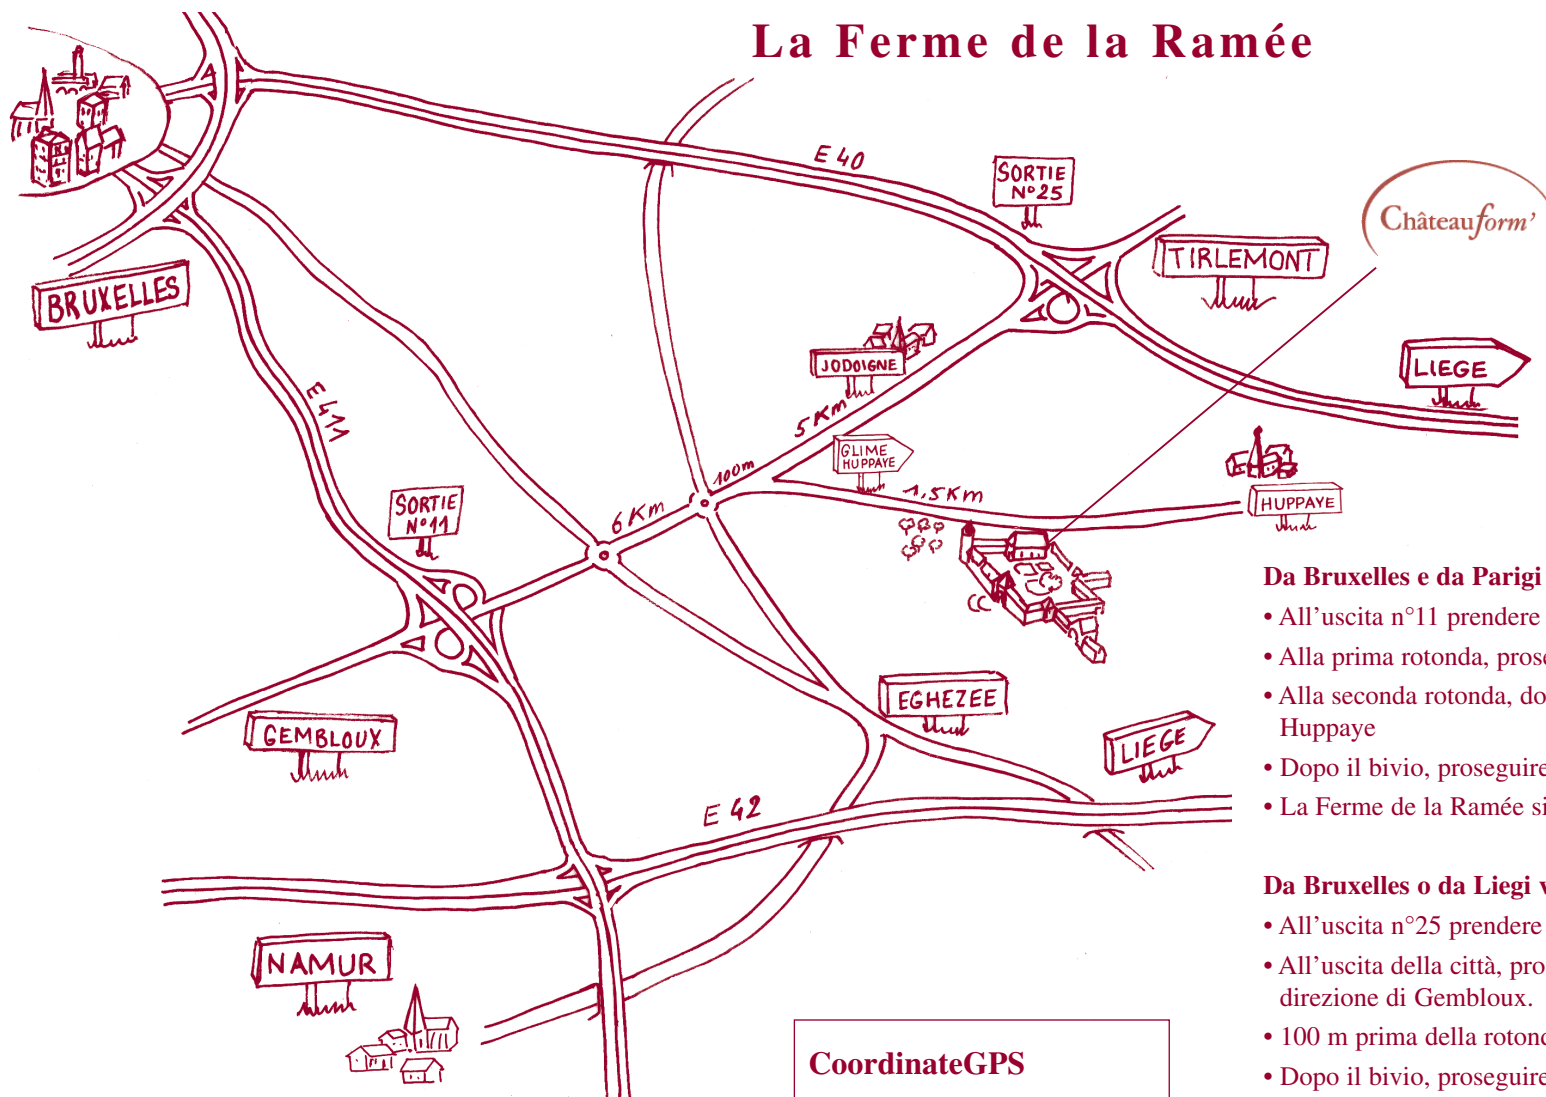 La Ferme de la Ramée
E 40
SORTIE
N°25
Châteauform'
TIRLEMONT
BRUXELLES
LIEGE
JODOIGNE
E411
5 Km
GLIME
HUPPAYE
100m
1,5Km
HUPPAYE
SORTIE
N°11
6 Km
EGHEZEE
GEMBLOUX
LIEGE
E 42
NAMUR
Da Bruxelles e da Parigi
• All’uscita n°11 prendere
• Alla prima rotonda, prose
• Alla seconda rotonda, do
Huppaye
• Dopo il bivio, proseguire
• La Ferme de la Ramée si
Da Bruxelles o da Liegi v
• All’uscita n°25 prendere
• All’uscita della città, pro
direzione di Gembloux.
• 100 m prima della rotond
• Dopo il bivio, proseguire
CoordinateGPS